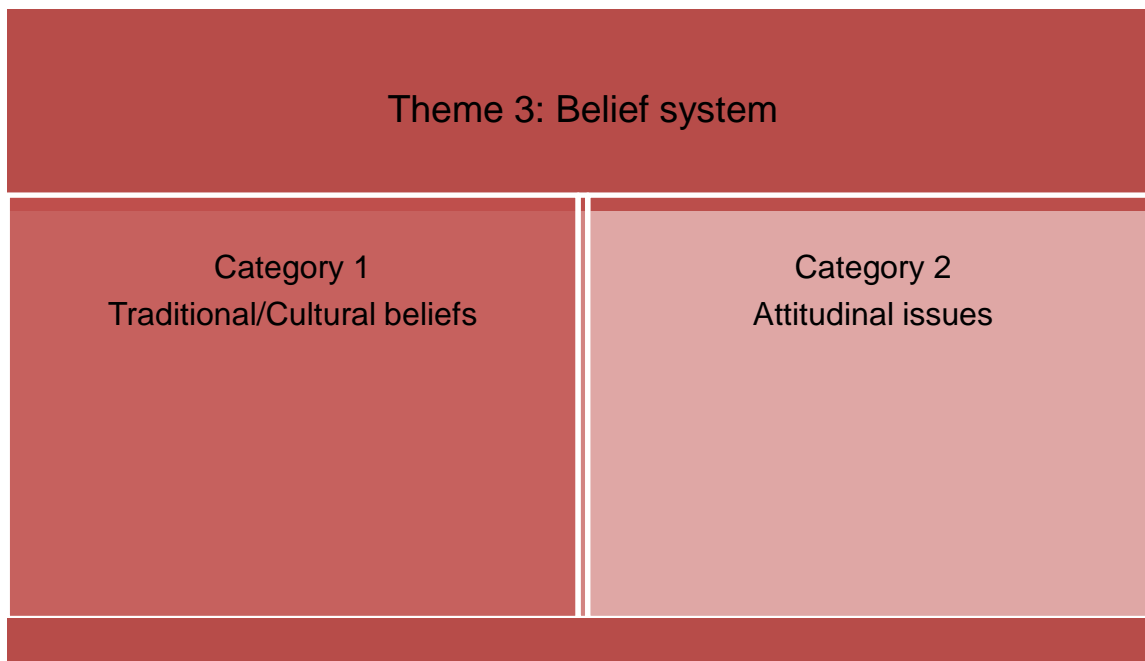 Theme 3: Belief system
Category 1
Traditional/Cultural beliefs
Category 2
Attitudinal issues